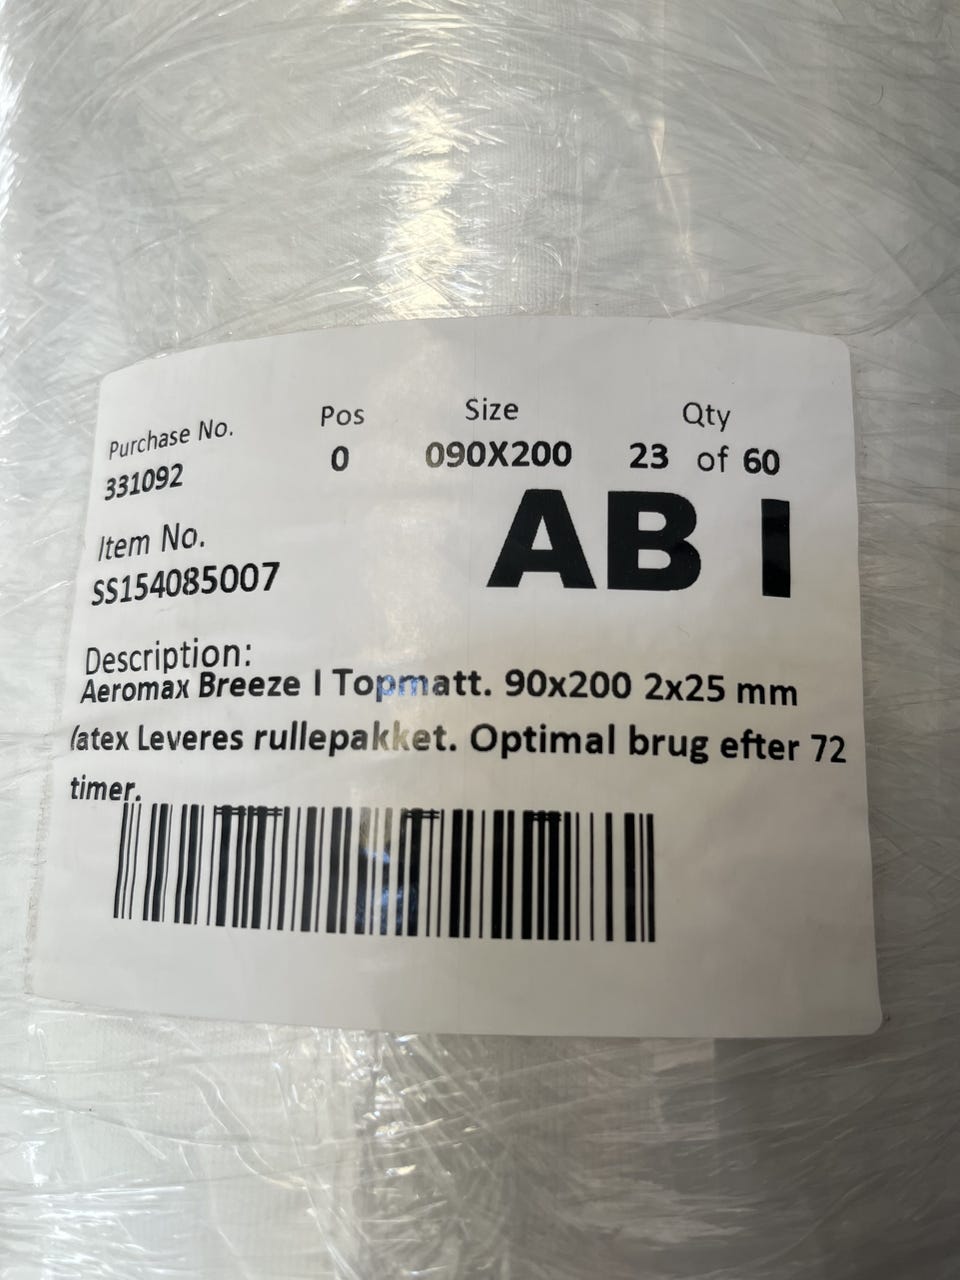 Purchase No. Pos Size Qty
331092 0 090X200 23 of 60
Item No.
SS154085007
AB I
Description:
Aeromax Breeze I Topmatt. 90x200 2x25 mm
latex Leveres rullepakket. Optimal brug efter 72
timer.